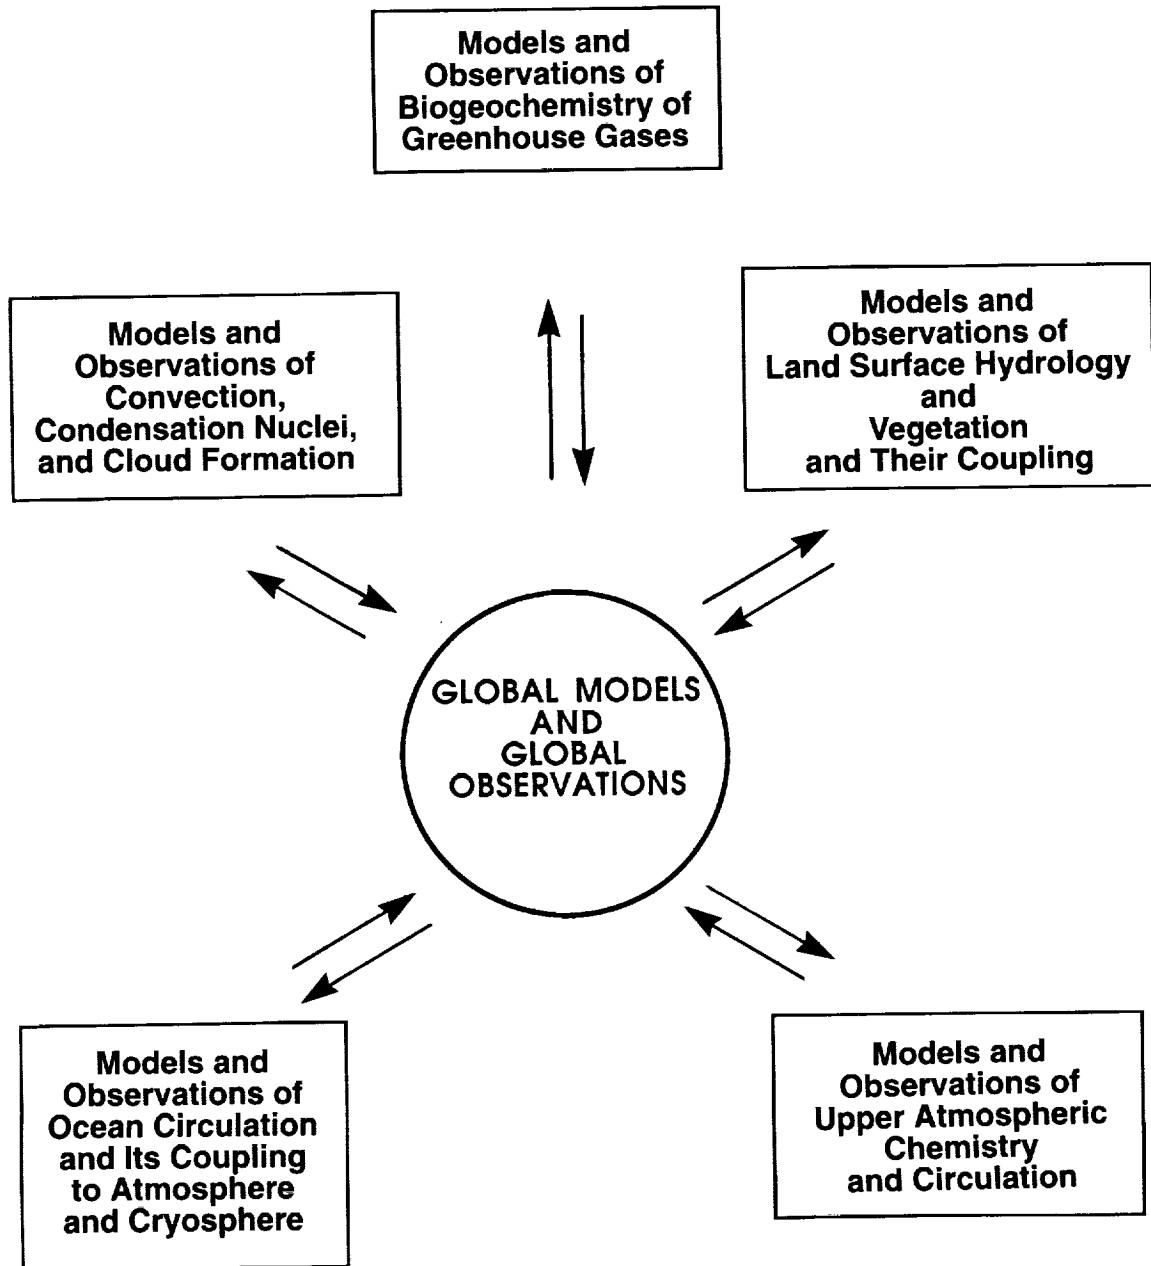 Models and
Observations of
Biogeochemistry of
Greenhouse Gases
Models and
Observations of
Convection,
Condensation Nuclei,
and Cloud Formation
Models and
Observations of
Land Surface Hydrology
and
Vegetation
and Their Coupling
GLOBAL MODELS
AND
GLOBAL
OBSERVATIONS
Models and
Observations of
Ocean Circulation
and Its Coupling
to Atmosphere
and Cryosphere
Models and
Observations of
Upper Atmospheric
Chemistry
and Circulation